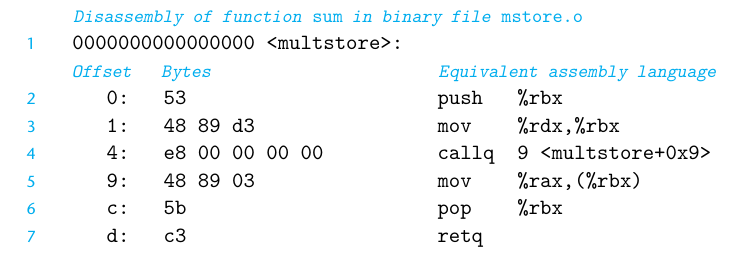 Disassembly of function sum in binary file mstore.o
1 0000000000000000 <multstore>:
Offset Bytes Equivalent assembly language
2 0: 53 push %rbx
3 1: 48 89 d3 mov %rdx,%rbx
4 4: e8 00 00 00 00 callq 9 <multstore+0x9>
5 9: 48 89 03 mov %rax,(%rbx)
6 c: 5b pop %rbx
7 d: c3 retq